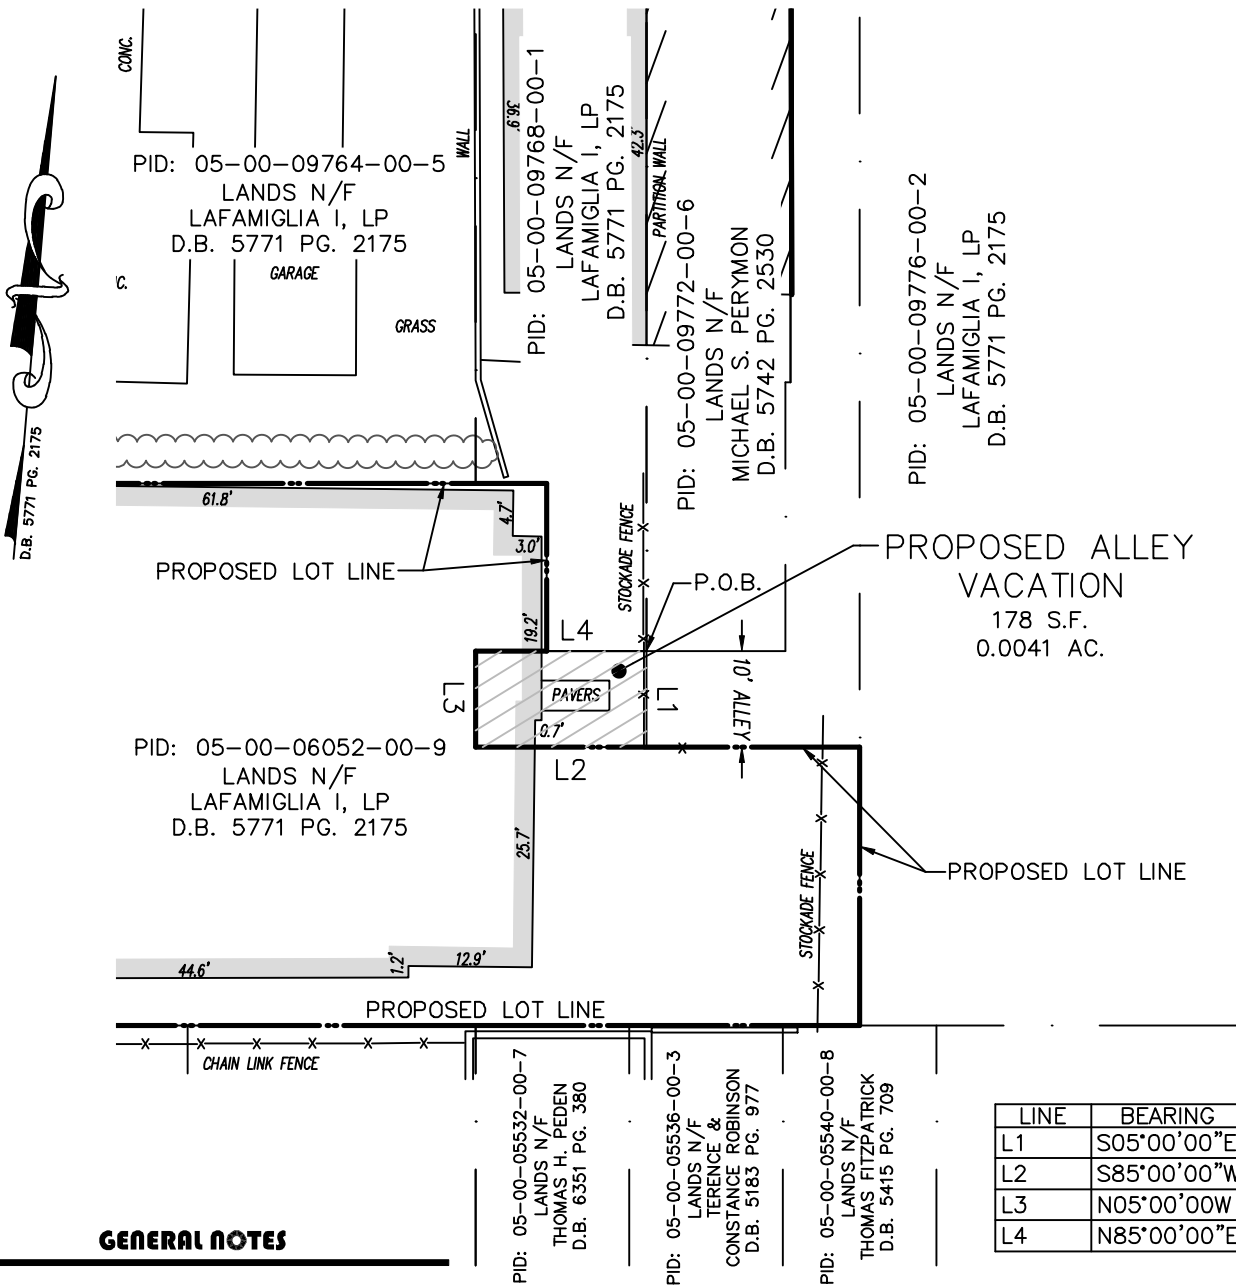 CONC.
PID: 05-00-09764-00-5
LANDS N/F
LAFAMIGLIA I, LP
D.B. 5771 PG. 2175
GARAGE
C.
GRASS
WALL
36.9'
PID: 05-00-09768-00-1
LANDS N/F
LAFAMIGLIA I, LP
D.B. 5771 PG. 2175
42.3'
PARTITION WALL
PID: 05-00-09772-00-6
LANDS N/F
MICHAEL S. PERYMON
D.B. 5742 PG. 2530
PID: 05-00-09776-00-2
LANDS N/F
LAFAMIGLIA I, LP
D.B. 5771 PG. 2175
D.B. 5771 PG. 2175
61.8'
4.7'
3.0'
19.2'
PROPOSED LOT LINE
STOCKADE FENCE
P.O.B.
PROPOSED ALLEY
VACATION
178 S.F.
0.0041 AC.
L4
L3
PAVERS
L1
10' ALLEY
0.7'
L2
PID: 05-00-06052-00-9
LANDS N/F
LAFAMIGLIA I, LP
D.B. 5771 PG. 2175
25.7'
STOCKADE FENCE
PROPOSED LOT LINE
44.6'
1.2'
12.9'
PROPOSED LOT LINE
CHAIN LINK FENCE
PID: 05-00-05532-00-7
LANDS N/F
THOMAS H. PEDEN
D.B. 6351 PG. 380
PID: 05-00-05536-00-3
LANDS N/F
TERENCE &
CONSTANCE ROBINSON
D.B. 5183 PG. 977
PID: 05-00-05540-00-8
LANDS N/F
THOMAS FITZPATRICK
D.B. 5415 PG. 709
LINE BEARING
L1 S05°00'00"E
L2 S85°00'00"W
L3 N05°00'00W
L4 N85°00'00"E
GENERAL NOTES